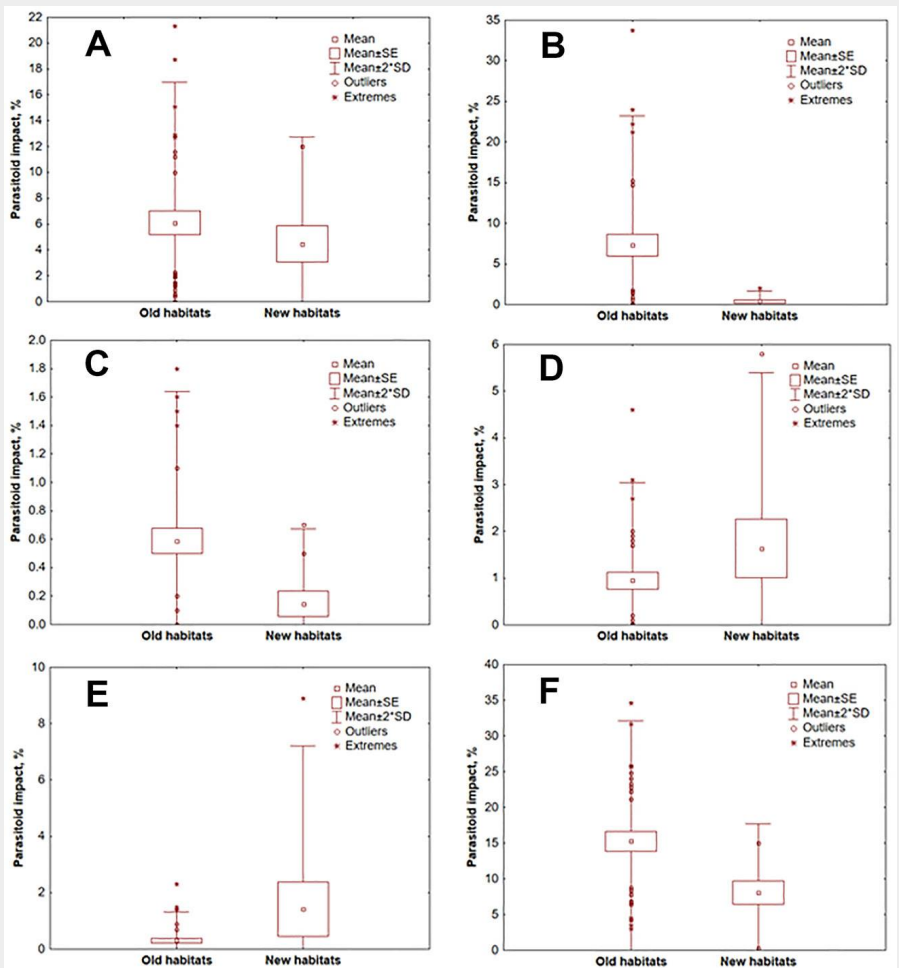 A
Parasitoid impact, %
22
20
18
16
14
12
10
8
6
4
2
0
Mean
Mean±SE
Mean±2*SD
Outliers
Extremes
Old habitats New habitats
B
Parasitoid impact, %
35
30
25
20
15
10
5
0
Mean
Mean±SE
Mean±2*SD
Outliers
Extremes
Old habitats New habitats
C
Parasitoid impact, %
2.0
1.8
1.6
1.4
1.2
1.0
0.8
0.6
0.4
0.2
0.0
Mean
Mean±SE
Mean±2*SD
Outliers
Extremes
Old habitats New habitats
D
Parasitoid impact, %
6
5
4
3
2
1
0
Mean
Mean±SE
Mean±2*SD
Outliers
Extremes
Old habitats New habitats
E
Parasitoid impact, %
10
8
6
4
2
0
Mean
Mean±SE
Mean±2*SD
Outliers
Extremes
Old habitats New habitats
F
Parasitoid impact, %
40
35
30
25
20
15
10
5
0
Mean
Mean±SE
Mean±2*SD
Outliers
Extremes
Old habitats New habitats